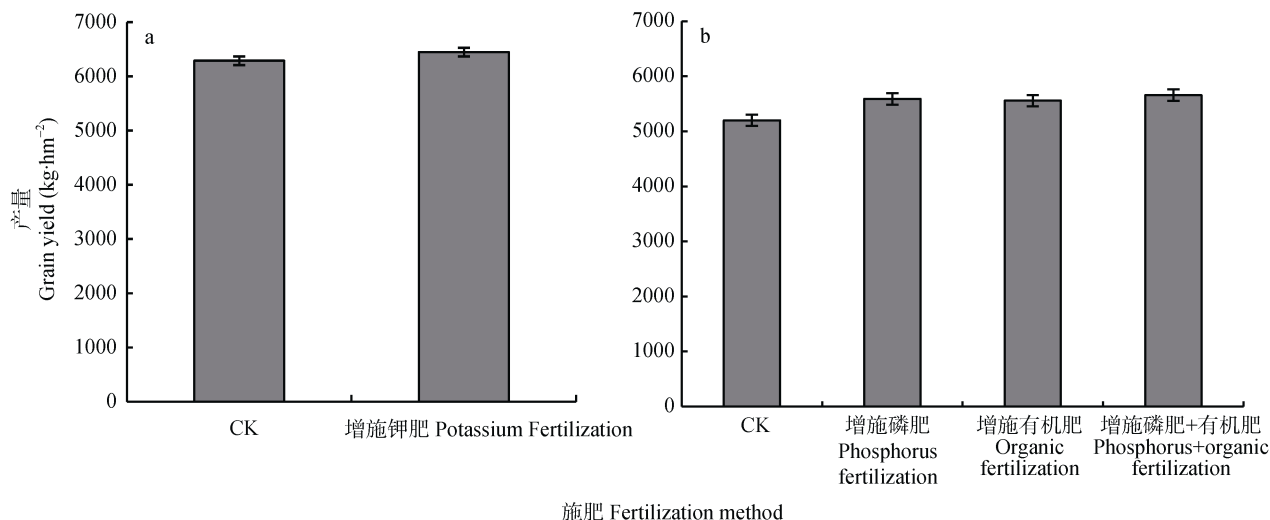 产量
Grain yield (kg·hm⁻²)
a
7000
6000
5000
4000
3000
2000
1000
0
CK
增施钾肥 Potassium Fertilization
b
7000
6000
5000
4000
3000
2000
1000
0
CK
增施磷肥
Phosphorus
fertilization
增施有机肥
Organic
fertilization
增施磷肥+有机肥
Phosphorus+organic
fertilization
施肥 Fertilization method